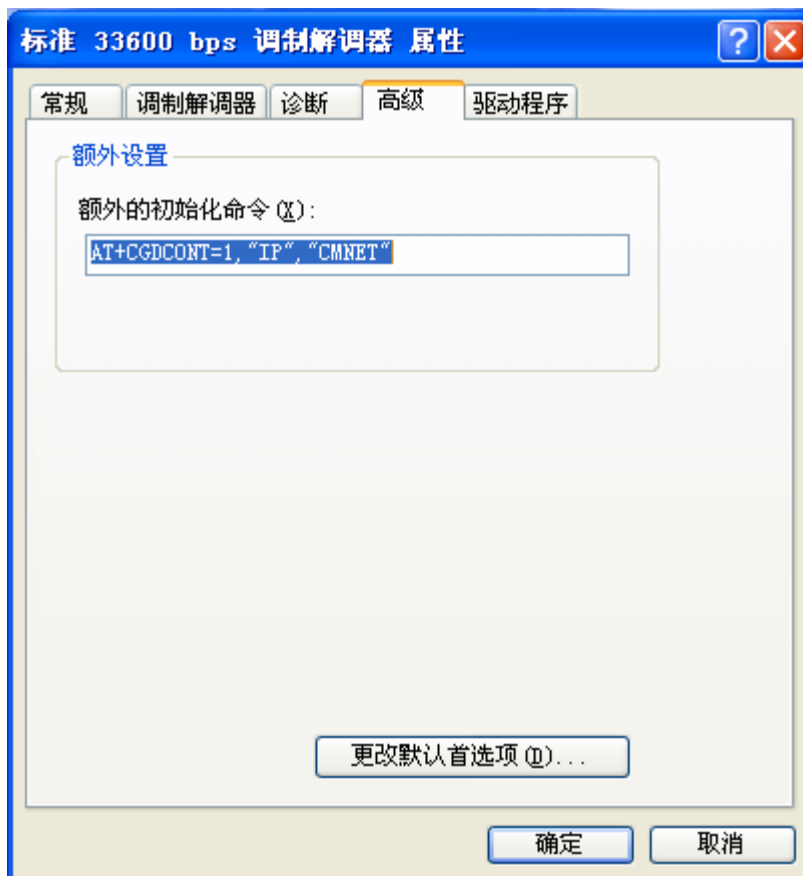 标准 33600 bps 调制解调器 属性
常规 调制解调器 诊断 高级 驱动程序
额外设置
额外的初始化命令(X):
AT+CGDCONT=1,“IP“,“CMNET“
更改默认首选项(D)...
确定 取消